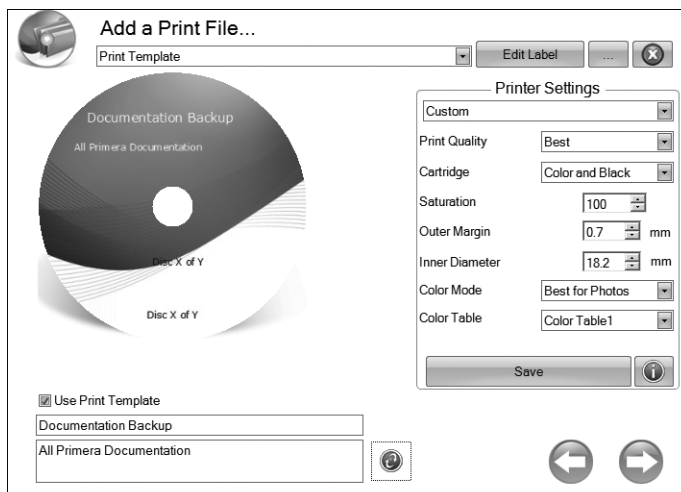 Add a Print File...
Print Template
Edit Label
...
Documentation Backup
All Primera Documentation
Disc X of Y
Disc X of Y
Printer Settings
Custom
Print Quality Best
Cartridge Color and Black
Saturation 100
Outer Margin 0.7 mm
Inner Diameter 18.2 mm
Color Mode Best for Photos
Color Table Color Table1
Save
Use Print Template
Documentation Backup
All Primera Documentation